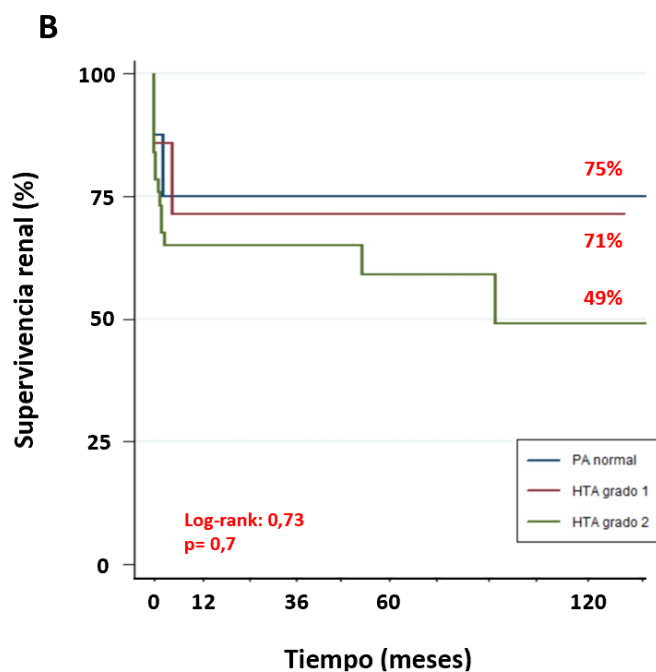 B
100
75
50
25
0
Supervivencia renal (%)
75%
71%
49%
PA normal
HTA grado 1
HTA grado 2
Log-rank: 0,73
p= 0,7
0 12 36 60 120
Tiempo (meses)